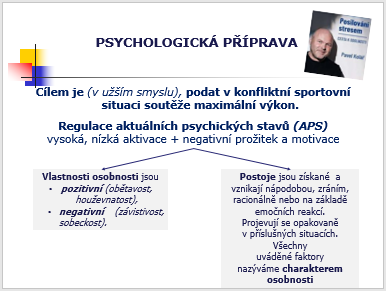 PSYCHOLOGICKÁ PŘÍPRAVA
Posilování
stresem
Pavel Kolář
Cílem je (v užším smyslu), podat v konfliktní sportovní
situaci soutěže maximální výkon.
Regulace aktuálních psychických stavů (APS)
vysoká, nízká aktivace + negativní prožitek a motivace
Vlastnosti osobnosti jsou
• pozitivní (obětavost,
houževnatost),
• negativní (závistivost,
sobeckost).
Postoje jsou získané a
vznikají nápodobou, zráním,
racionálně nebo na základě
emočních reakcí.
Projevují se opakovaně
v příslušných situacích.
Všechny
uváděné faktory
nazýváme charakterem
osobnosti